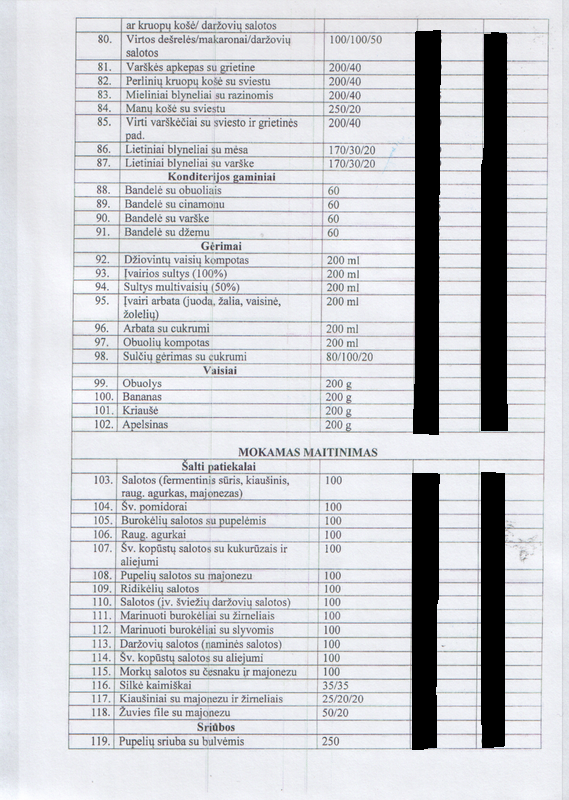 ar kruopų košė/ daržovių salotos
80. Virtos dešrelės/makaronai/daržovių 100/100/50
salotos
81. Varškės apkepas su grietine 200/40
82. Perlinių kruopų košė su sviestu 200/40
83. Mieliniai blyneliai su razinomis 200/40
84. Manų košė su sviestu 250/20
85. Virti varškėčiai su sviesto ir grietinės 200/40
pad.
86. Lietiniai blyneliai su mėsa 170/30/20
87. Lietiniai blyneliai su varške 170/30/20
Konditerijos gaminiai
88. Bandelė su obuoliais 60
89. Bandelė su cinamonu 60
90. Bandelė su varške 60
91. Bandelė su džemu 60
Gėrimai
92. Džiovintų vaisių kompotas 200 ml
93. Įvairios sultys (100%) 200 ml
94. Sultys multivaisių (50%) 200 ml
95. Įvairi arbata (juoda, žalia, vaisinė, 200 ml
žolelių)
96. Arbata su cukrumi 200 ml
97. Obuolių kompotas 200 ml
98. Sulčių gėrimas su cukrumi 80/100/20
Vaisiai
99. Obuolys 200 g
100. Bananas 200 g
101. Kriaušė 200 g
102. Apelsinas 200 g
MOKAMAS MAITINIMAS
Šalti patiekalai
103. Salotos (fermentinis sūris, kiaušinis, 100
raug. agurkas, majonezas)
104. Šv. pomidorai 100
105. Burokėlių salotos su pupelėmis 100
106. Raug. agurkai 100
107. Šv. kopūstų salotos su kukurūzais ir 100
aliejumi
108. Pupelių salotos su majonezu 100
109. Ridikėlių salotos 100
110. Salotos (įv. šviežių daržovių salotos) 100
111. Marinuoti burokėliai su žirneliais 100
112. Marinuoti burokėliai su slyvomis 100
113. Daržovių salotos (naminės salotos) 100
114. Šv. kopūstų salotos su aliejumi 100
115. Morkų salotos su česnaku ir majonezu 100
116. Silkė kaimiškai 35/35
117. Kiaušiniai su majonezu ir žirneliais 25/20/20
118. Žuvies file su majonezu 50/20
Sriūbos
119. Pupelių sriuba su bulvėmis 250